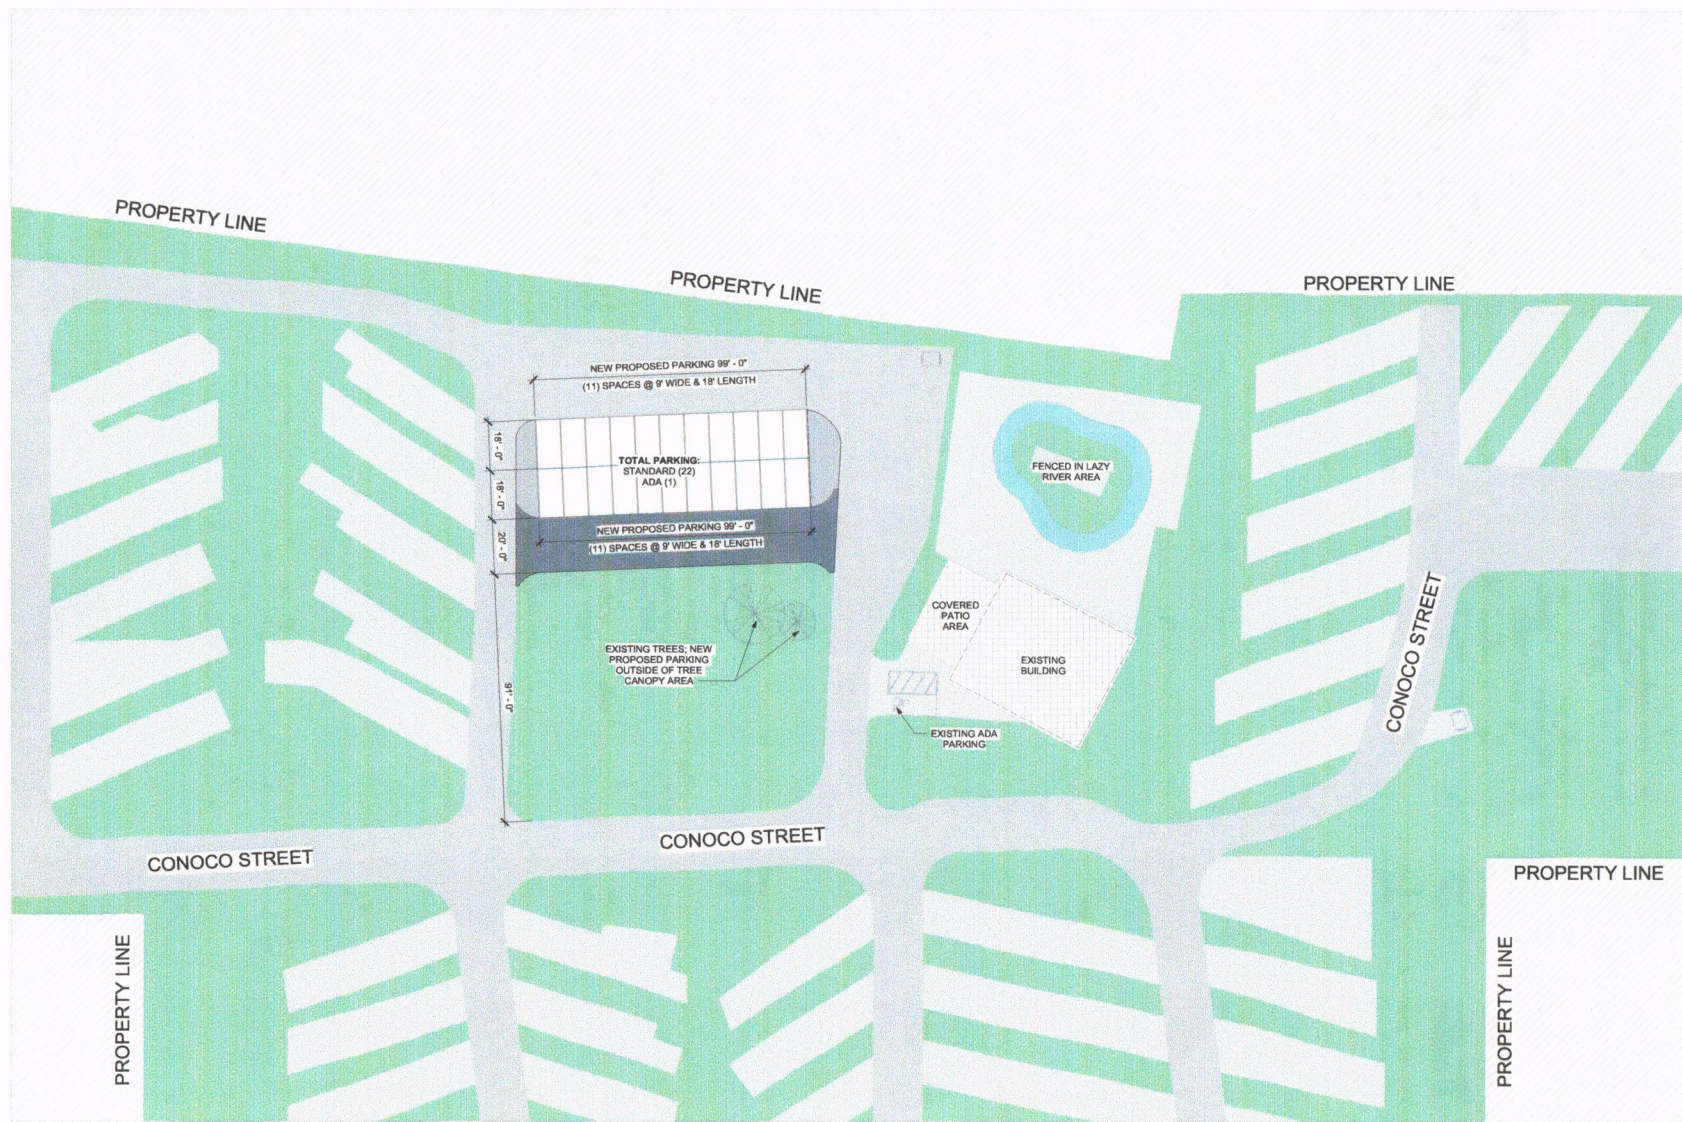 PROPERTY LINE
PROPERTY LINE
PROPERTY LINE
NEW PROPOSED PARKING 99' - 0"
(11) SPACES @ 9' WIDE & 18' LENGTH
18' - 0"
18' - 0"
20' - 0"
91' - 0"
TOTAL PARKING:
STANDARD (22)
ADA (1)
NEW PROPOSED PARKING 99' - 0"
(11) SPACES @ 9' WIDE & 18' LENGTH
FENCED IN LAZY
RIVER AREA
COVERED
PATIO
AREA
EXISTING
BUILDING
EXISTING TREES; NEW
PROPOSED PARKING
OUTSIDE OF TREE
CANOPY AREA
EXISTING ADA
PARKING
CONOCO STREET
CONOCO STREET
CONOCO STREET
PROPERTY LINE
PROPERTY LINE
PROPERTY LINE